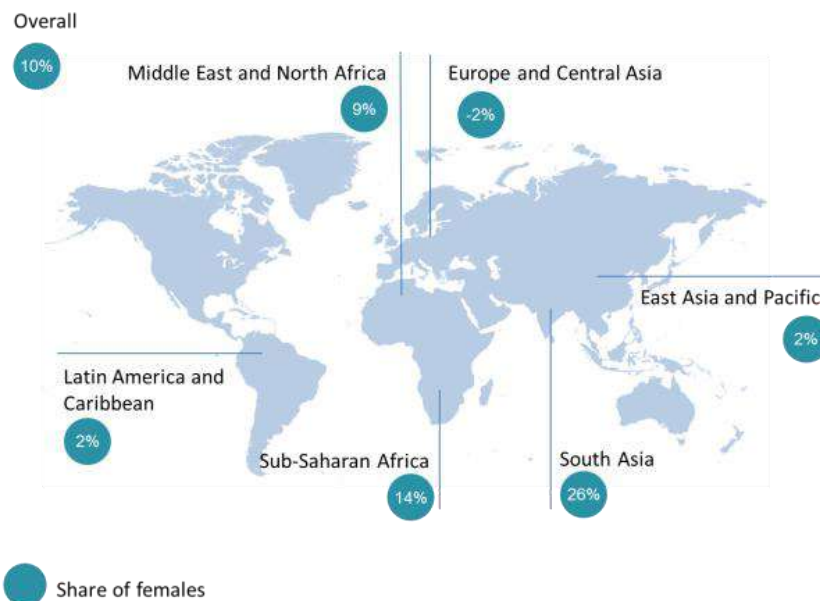 Overall
10%
Middle East and North Africa
9%
Europe and Central Asia
-2%
East Asia and Pacific
2%
Latin America and
Caribbean
2%
Sub-Saharan Africa
14%
South Asia
26%
Share of females